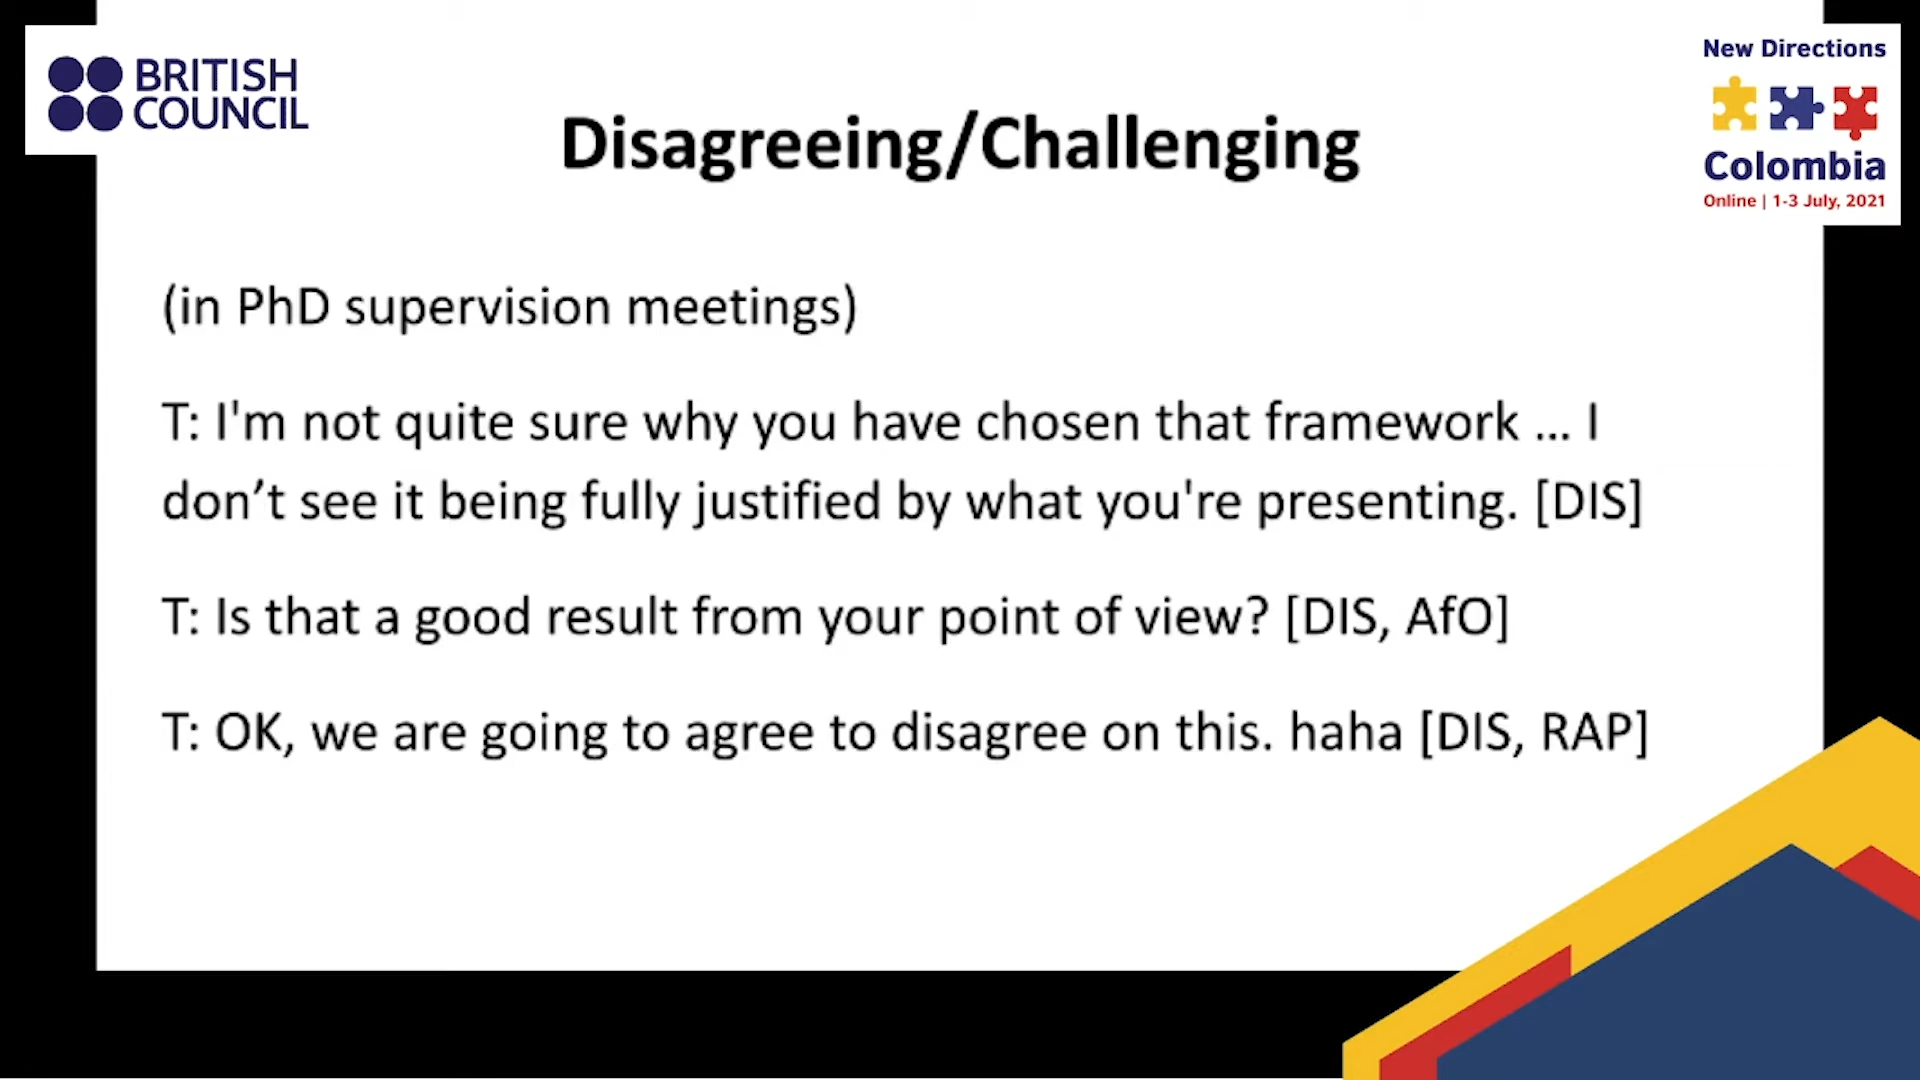 BRITISH
COUNCIL
New Directions
Colombia
Online | 1-3 July, 2021
Disagreeing/Challenging
(in PhD supervision meetings)
T: I'm not quite sure why you have chosen that framework ... I
don’t see it being fully justified by what you're presenting. [DIS]
T: Is that a good result from your point of view? [DIS, AfO]
T: OK, we are going to agree to disagree on this. haha [DIS, RAP]